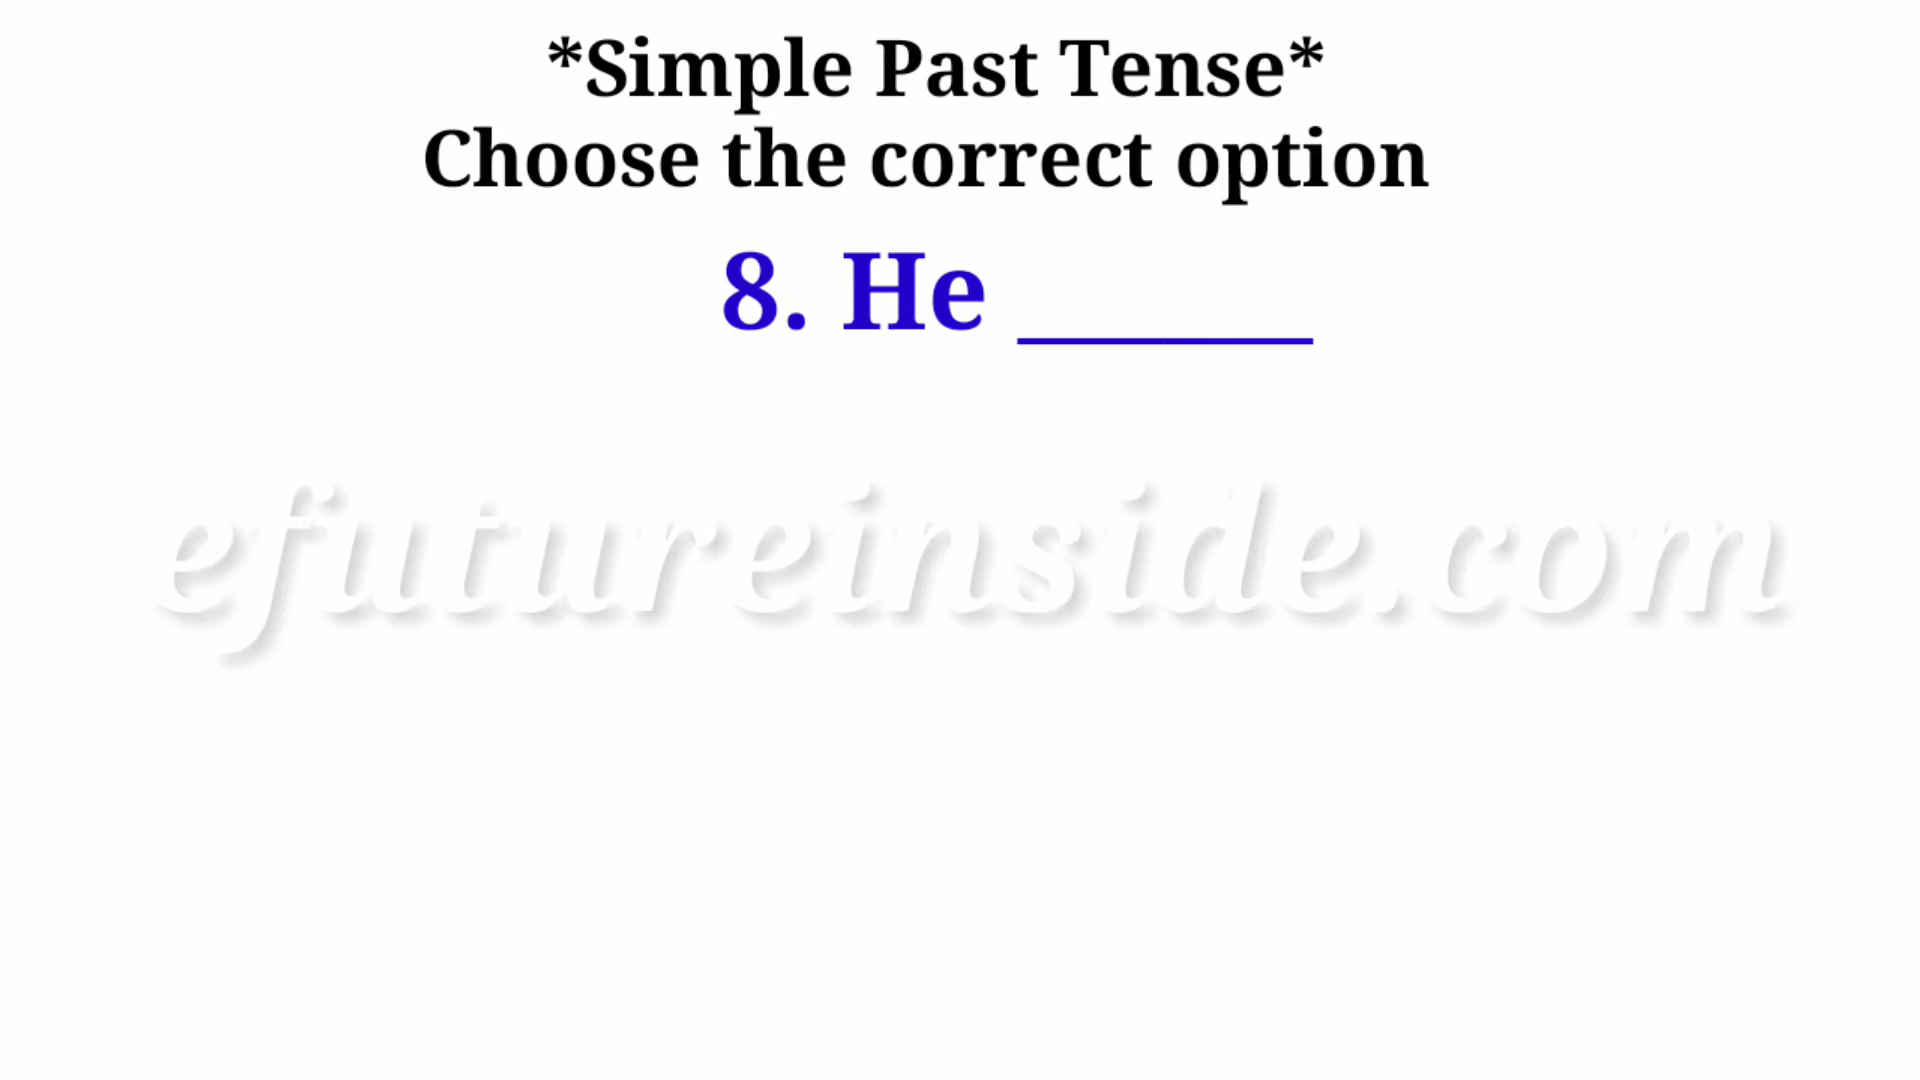 *Simple Past Tense*
Choose the correct option
8. He ______
efutureinside.com